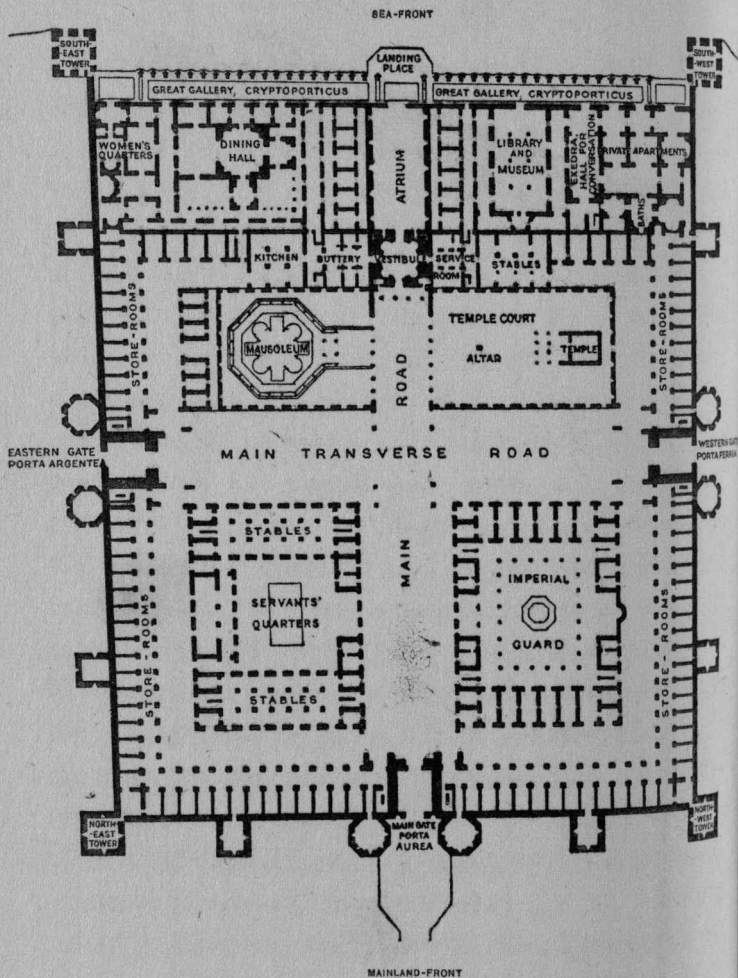 SEA-FRONT
SOUTH-
EAST
TOWER
LANDING
PLACE
SOUTH-
WEST
TOWER
GREAT GALLERY, CRYPTOPORTICUS
GREAT GALLERY, CRYPTOPORTICUS
WOMEN'S
QUARTERS
DINING
HALL
ATRIUM
LIBRARY
AND
MUSEUM
EXEDRA,
HALL FOR
CONVERSATION
PRIVATE APARTMENTS
BATHS
KITCHEN
BUTTERY
VESTIBULE
SERVICE
ROOM
STABLES
STORE-ROOMS
MAUSOLEUM
ROAD
TEMPLE COURT
ALTAR
TEMPLE
STORE-ROOMS
EASTERN GATE
PORTA ARGENTEA
MAIN TRANSVERSE ROAD
WESTERN GATE
PORTA FERREA
STABLES
SERVANTS'
QUARTERS
STABLES
MAIN
IMPERIAL
GUARD
STORE-ROOMS
STORE-ROOMS
NORTH-
-EAST
TOWER
MAIN GATE
PORTA
AUREA
NORTH
-WEST
TOWER
MAINLAND-FRONT